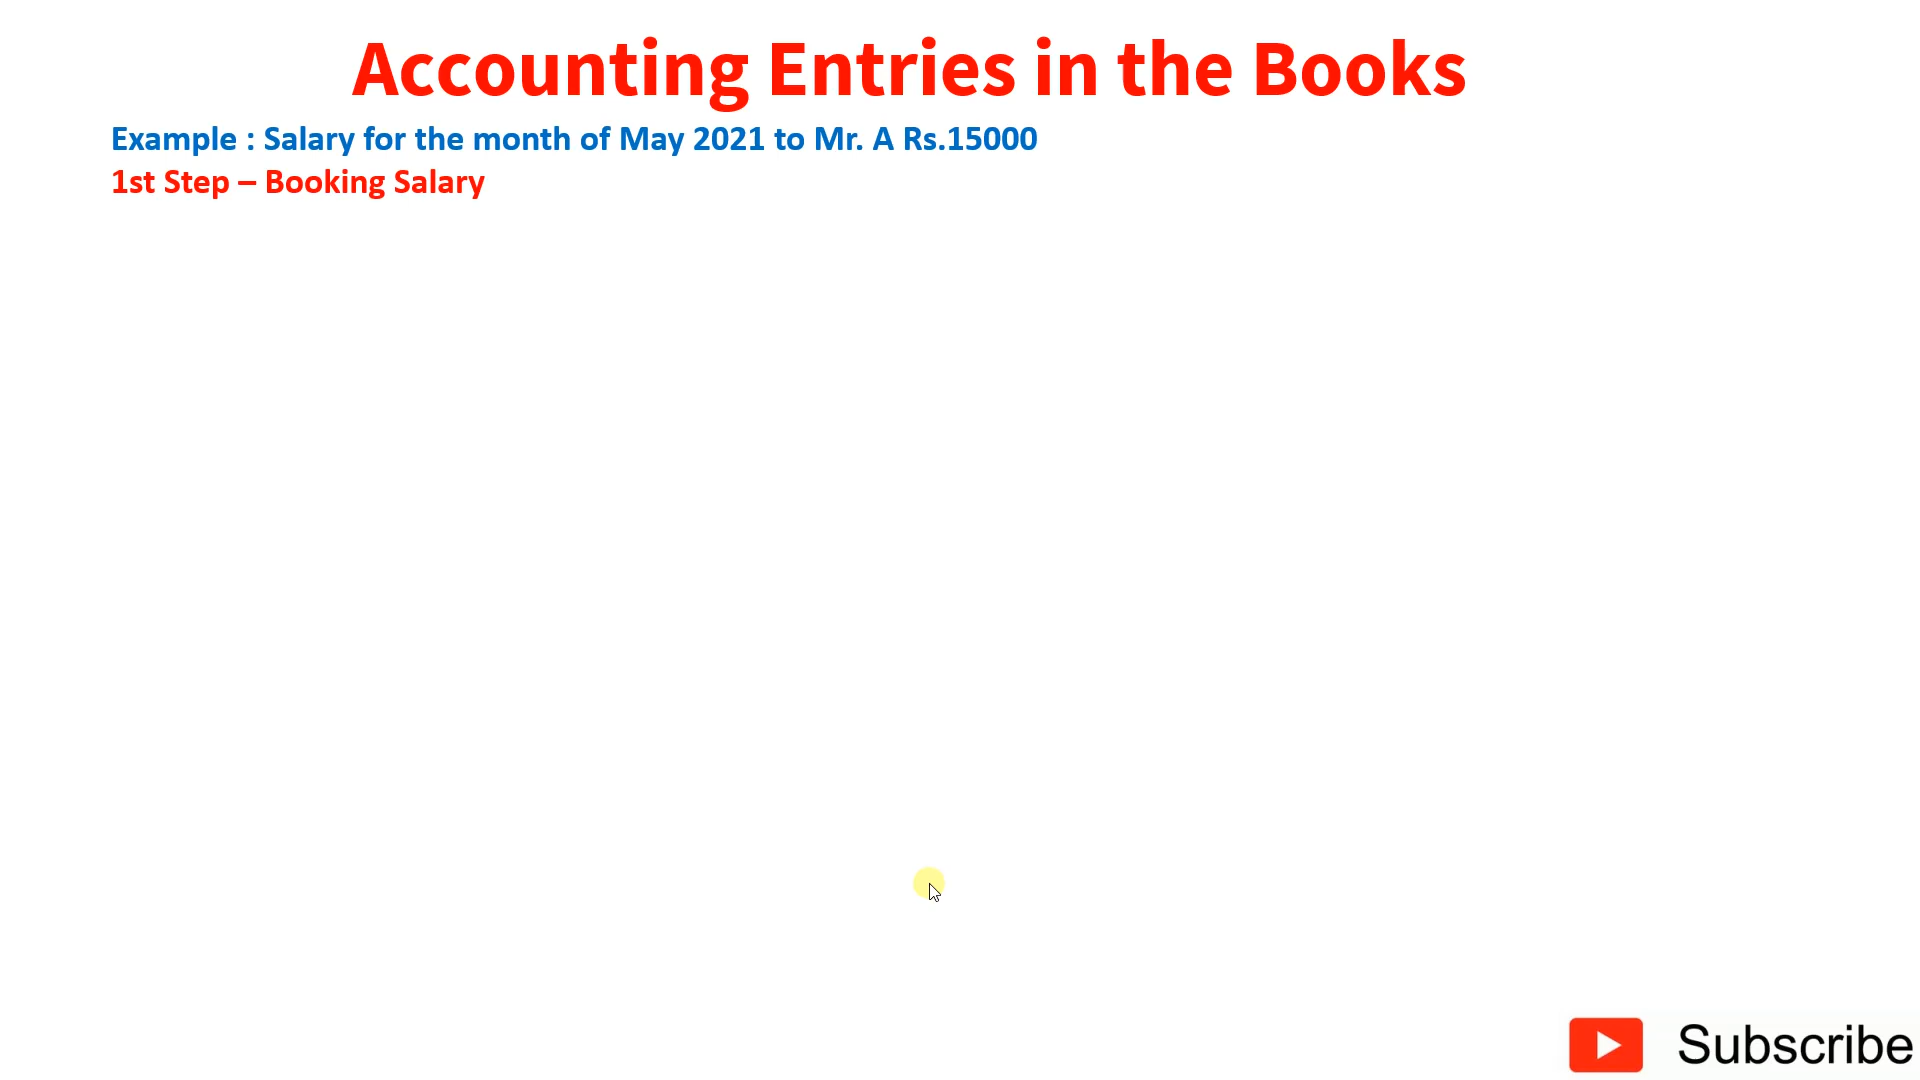 Accounting Entries in the Books
Example : Salary for the month of May 2021 to Mr. A Rs.15000
1st Step – Booking Salary
Subscribe